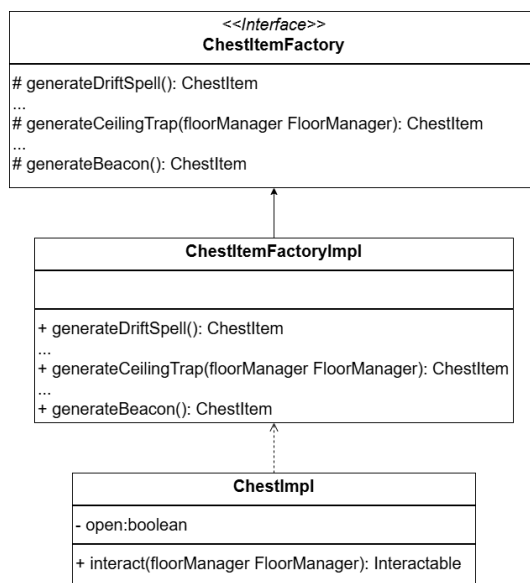 <<Interface>>
ChestItemFactory
# generateDriftSpell(): ChestItem
...
# generateCeilingTrap(floorManager FloorManager): ChestItem
...
# generateBeacon(): ChestItem
ChestItemFactoryImpl
+ generateDriftSpell(): ChestItem
...
+ generateCeilingTrap(floorManager FloorManager): ChestItem
...
+ generateBeacon(): ChestItem
ChestImpl
- open:boolean
+ interact(floorManager FloorManager): Interactable